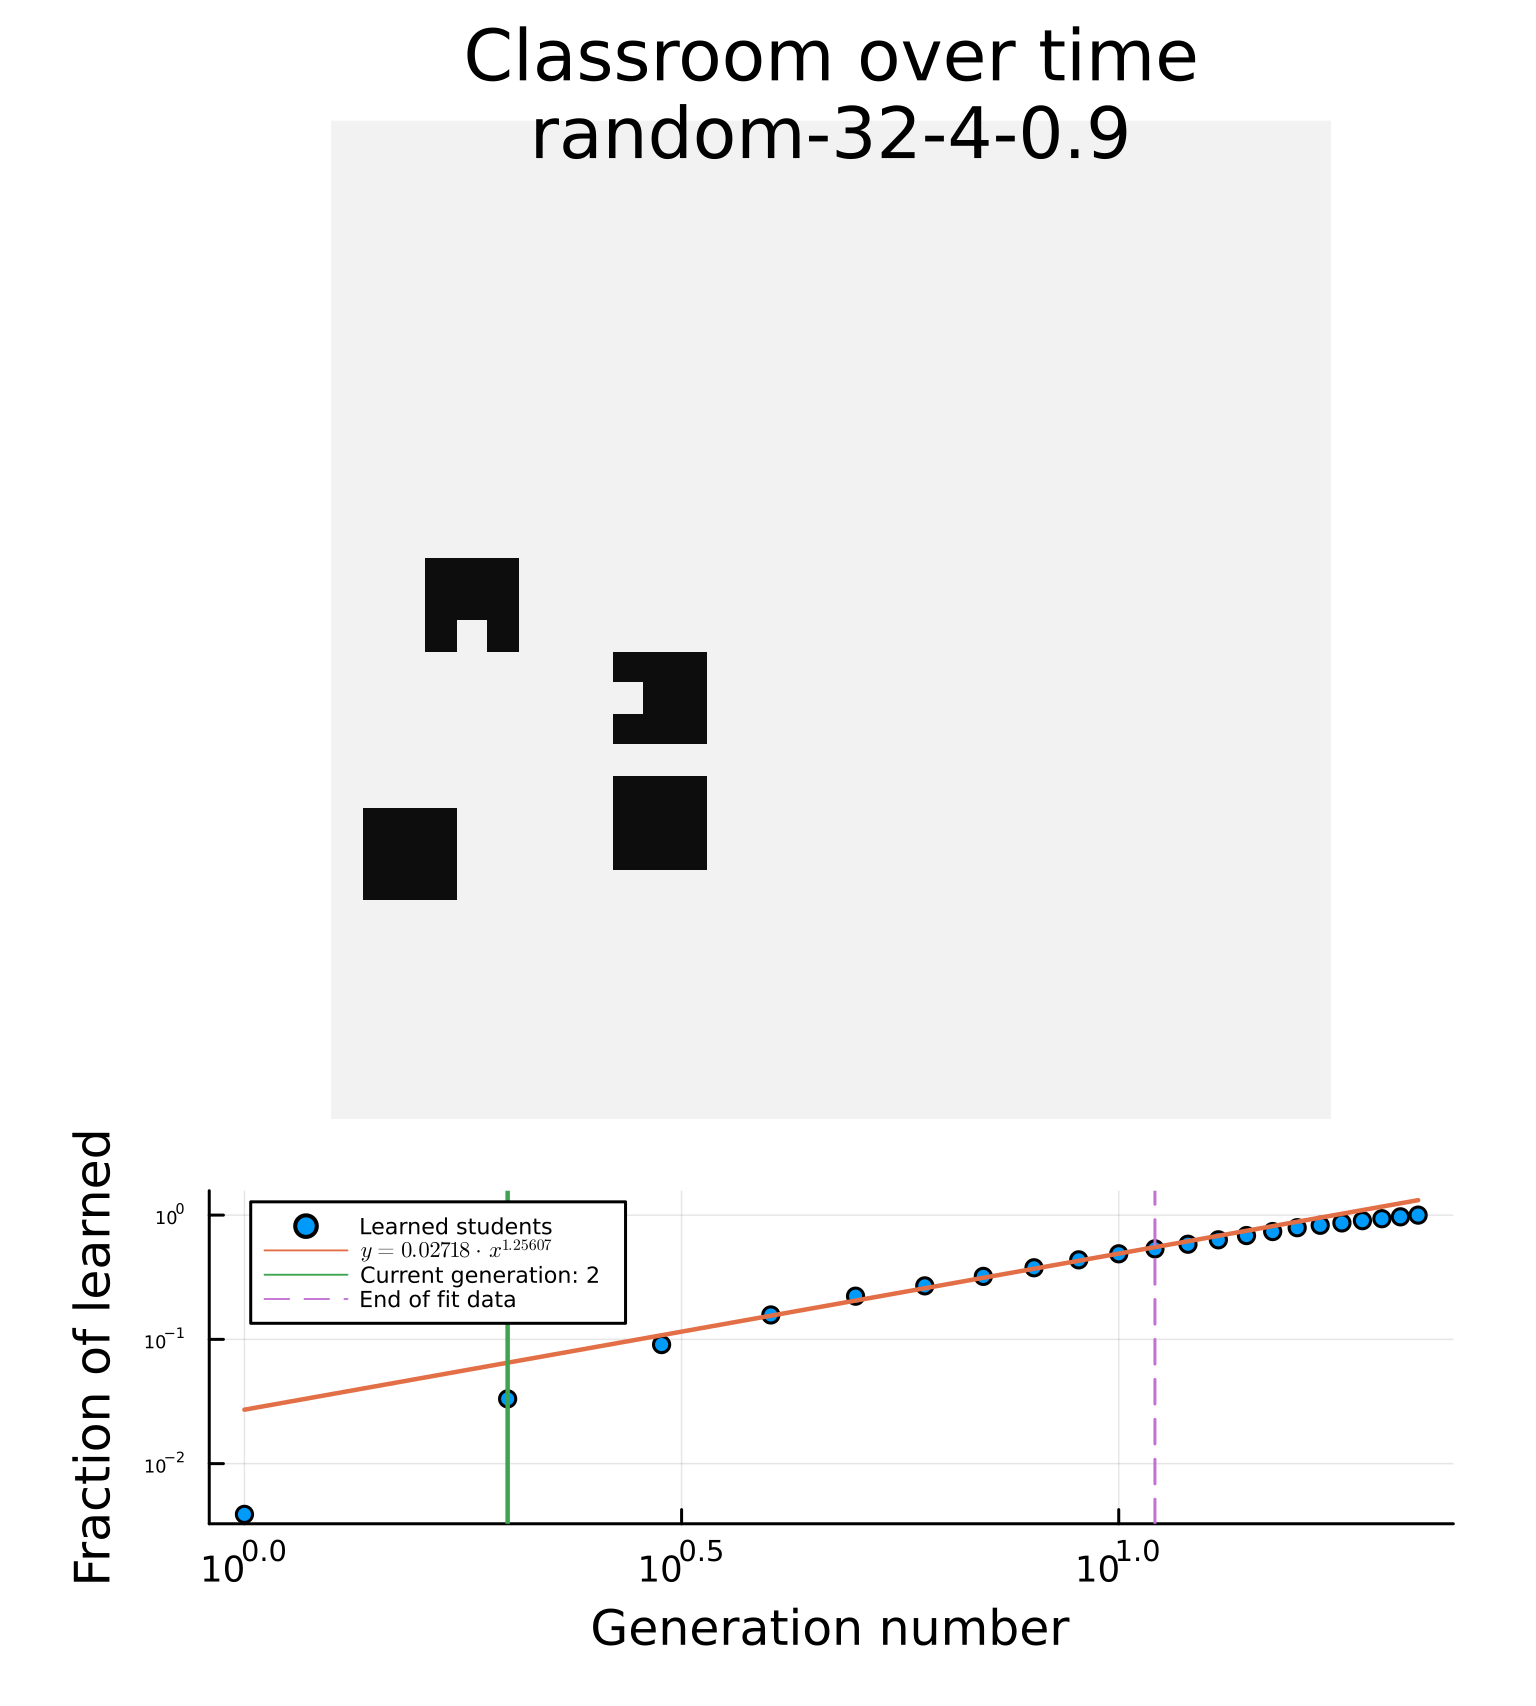 Classroom over time
random-32-4-0.9
Fraction of learned
10^0
10^−1
10^−2
Learned students
y = 0.02718 · x^1.25607
Current generation: 2
End of fit data
10^0.0
10^0.5
10^1.0
Generation number